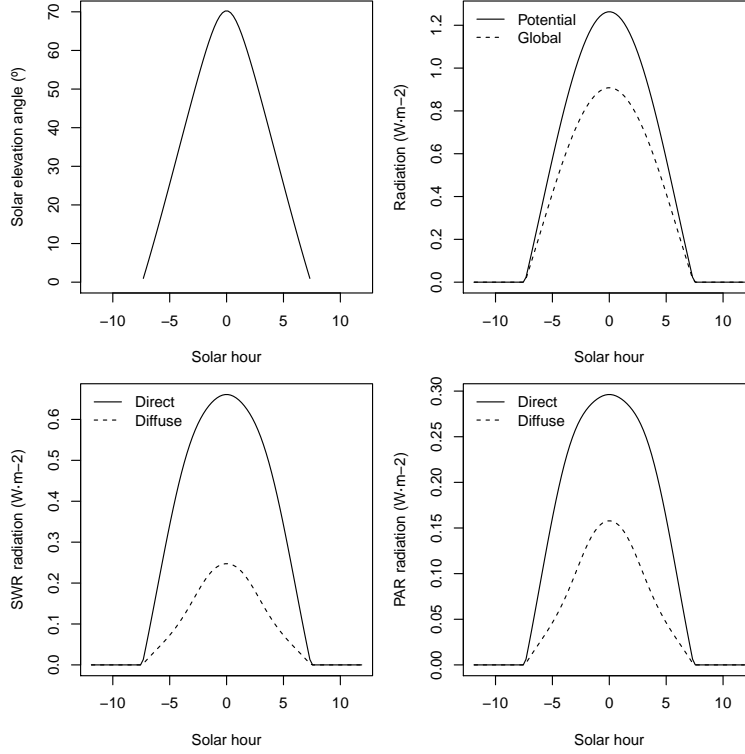 Solar elevation angle (º)
70
60
50
40
30
20
10
0
−10 −5 0 5 10
Solar hour
Radiation (W·m−2)
Potential
Global
1.2
1.0
0.8
0.6
0.4
0.2
0.0
−10 −5 0 5 10
Solar hour
SWR radiation (W·m−2)
Direct
Diffuse
0.6
0.5
0.4
0.3
0.2
0.1
0.0
−10 −5 0 5 10
Solar hour
PAR radiation (W·m−2)
Direct
Diffuse
0.30
0.25
0.20
0.15
0.10
0.05
0.00
−10 −5 0 5 10
Solar hour